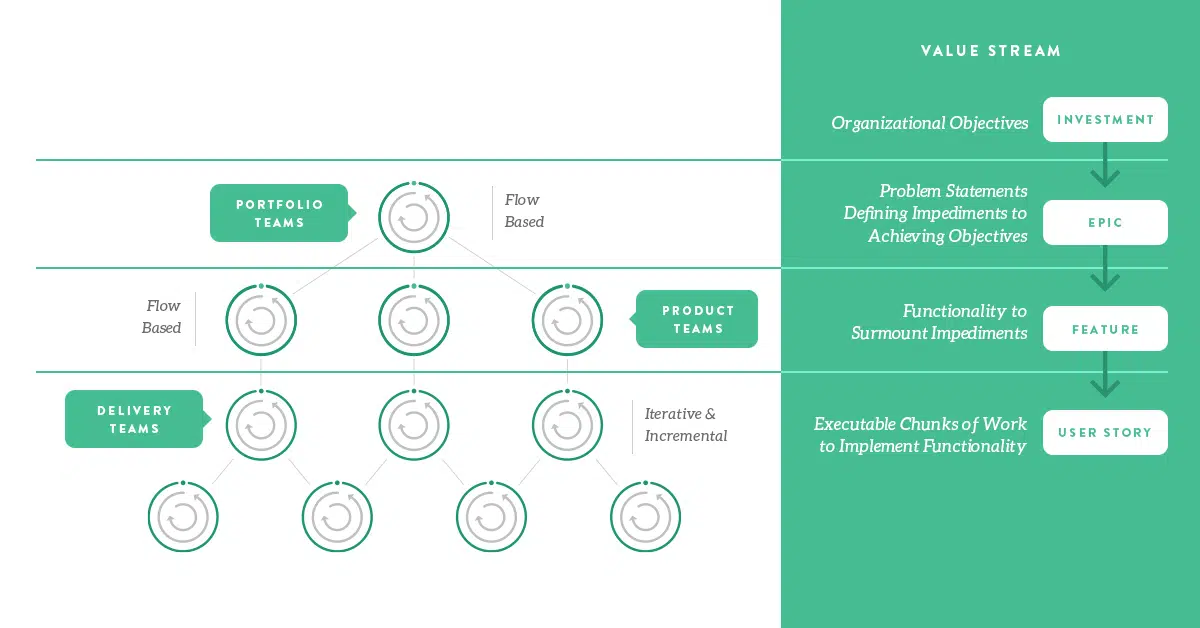 VALUE STREAM
Organizational Objectives
INVESTMENT
PORTFOLIO
TEAMS
Flow
Based
Problem Statements
Defining Impediments to
Achieving Objectives
EPIC
Flow
Based
PRODUCT
TEAMS
Functionality to
Surmount Impediments
FEATURE
DELIVERY
TEAMS
Iterative &
Incremental
Executable Chunks of Work
to Implement Functionality
USER STORY